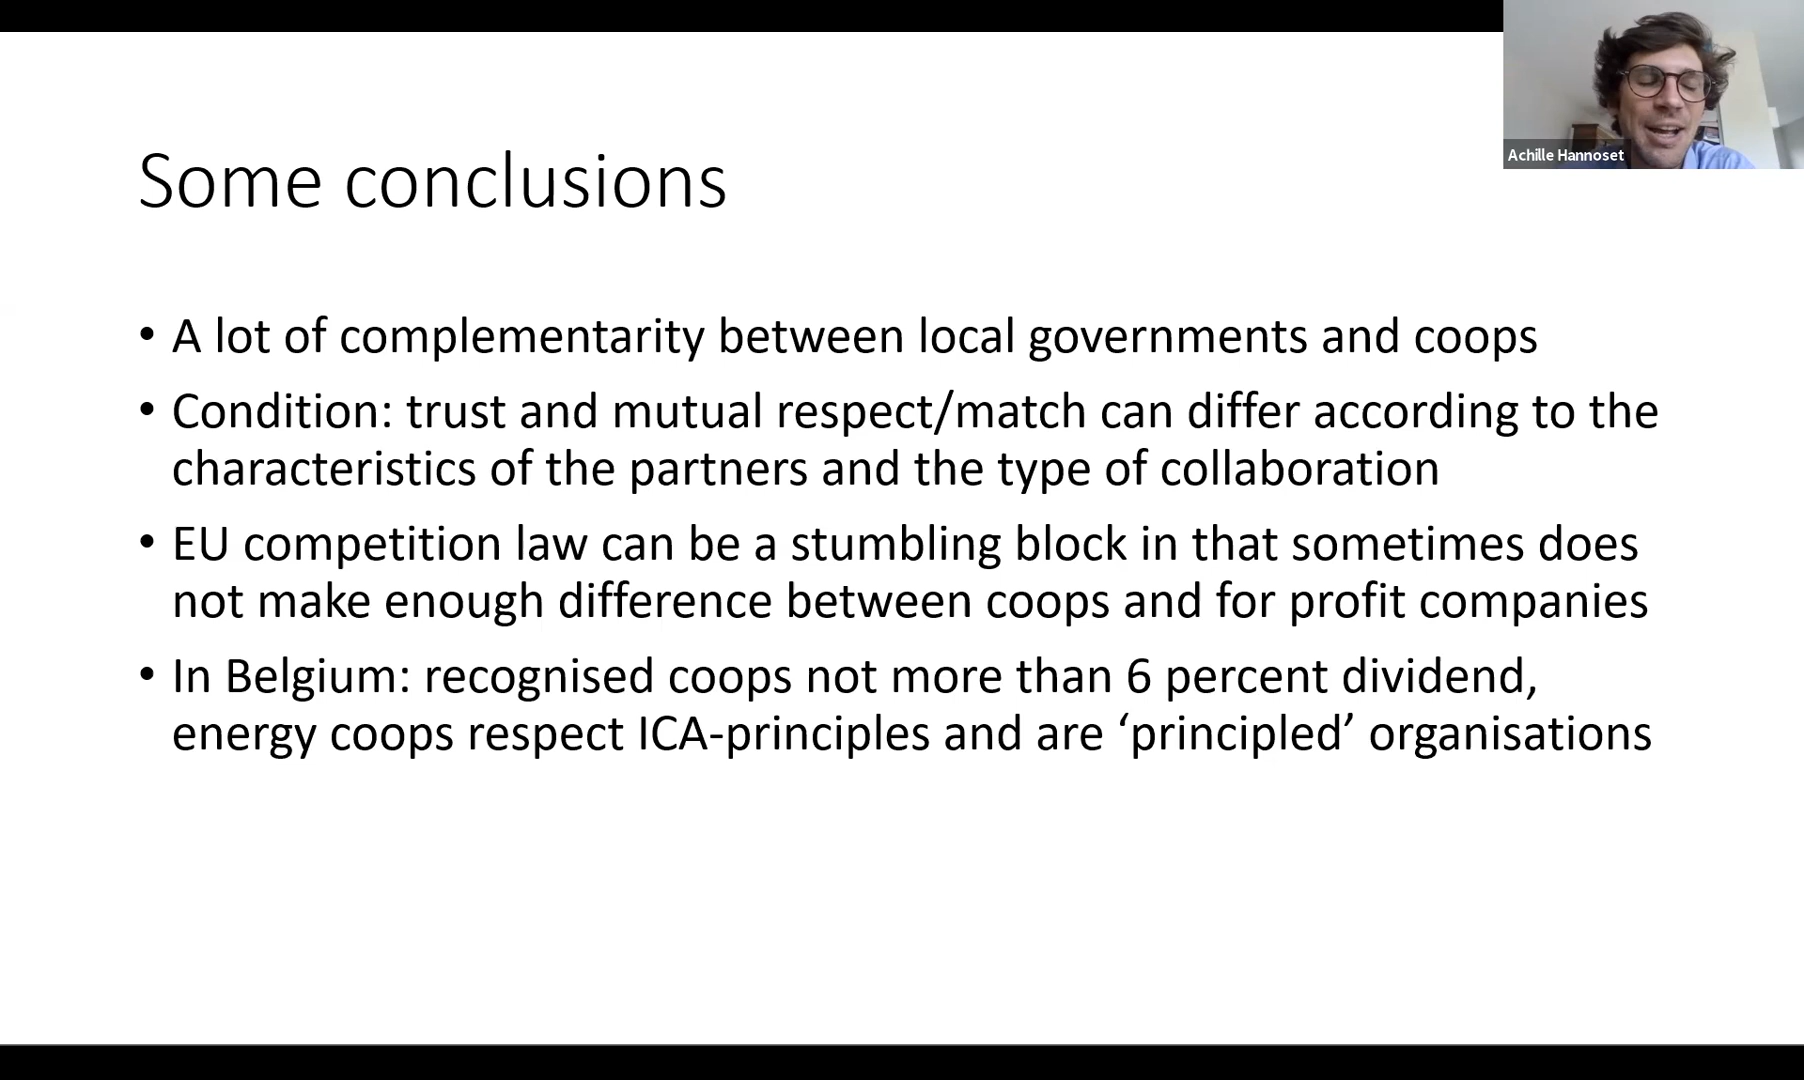 Achille Hannoset
Some conclusions
• A lot of complementarity between local governments and coops
• Condition: trust and mutual respect/match can differ according to the
characteristics of the partners and the type of collaboration
• EU competition law can be a stumbling block in that sometimes does
not make enough difference between coops and for profit companies
• In Belgium: recognised coops not more than 6 percent dividend,
energy coops respect ICA-principles and are ‘principled’ organisations